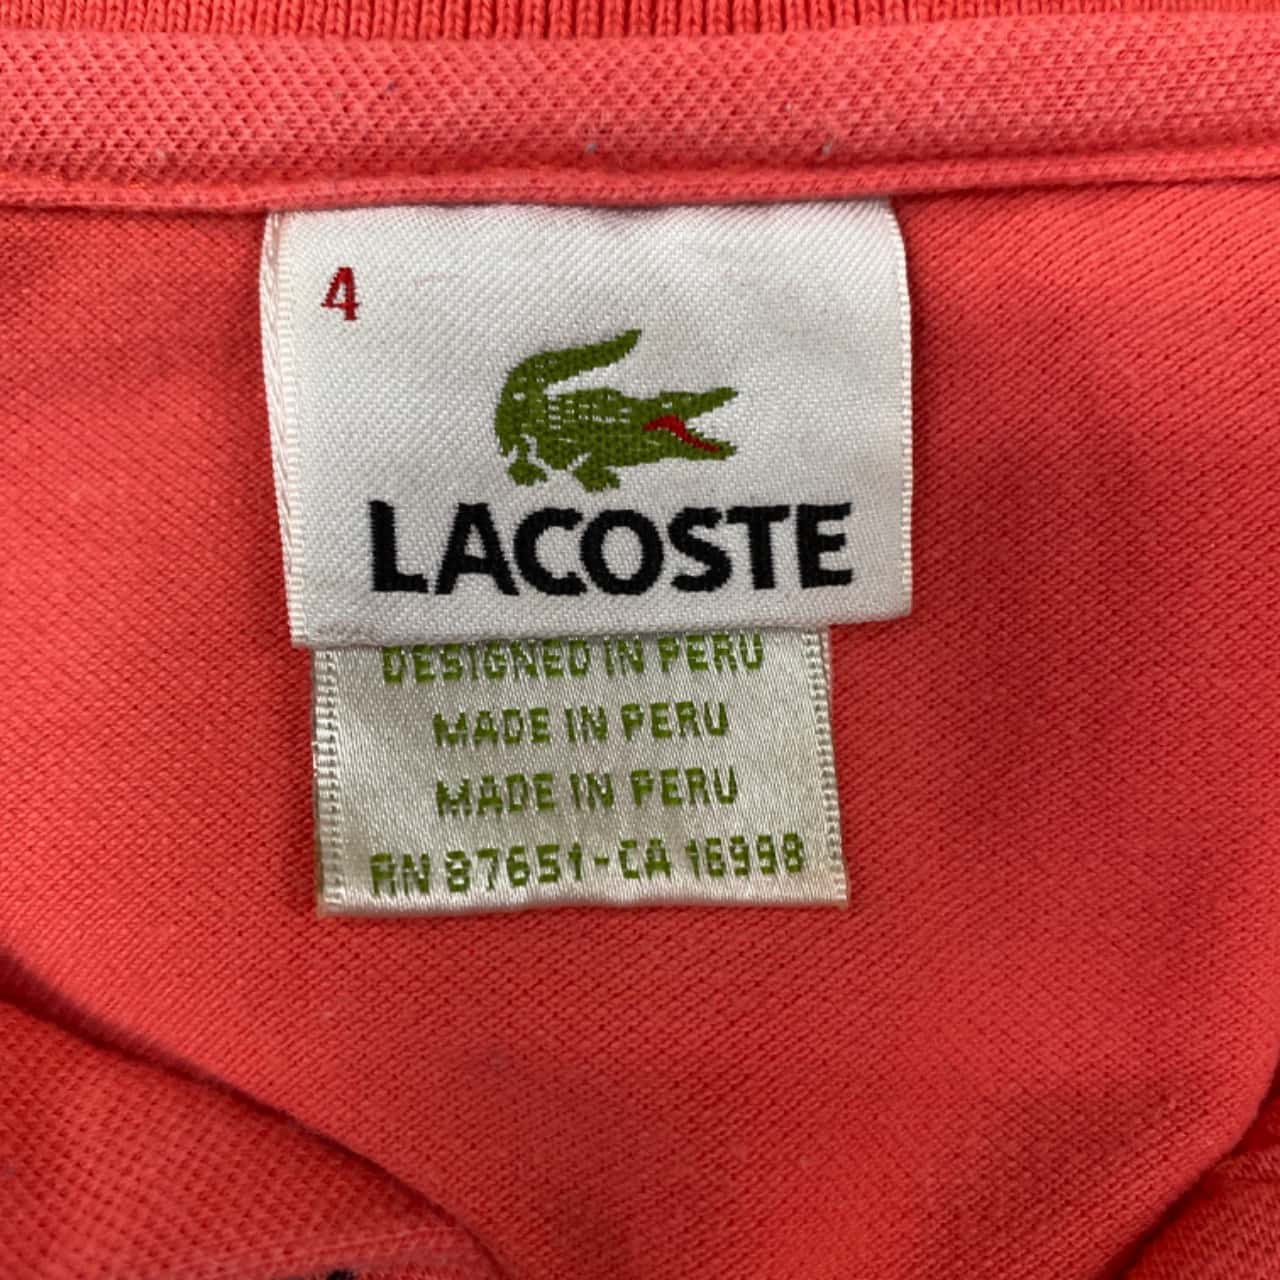 4
LACOSTE
DESIGNED IN PERU
MADE IN PERU
MADE IN PERU
RN 87651-CA 16998